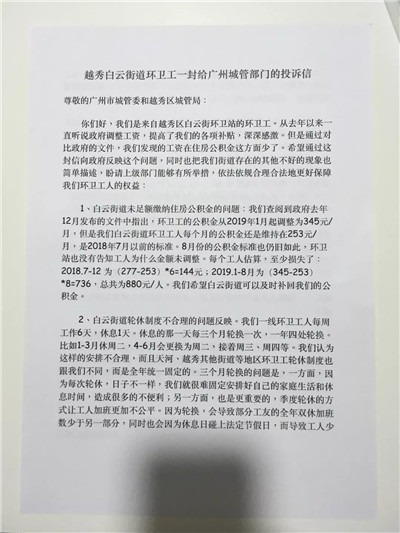 越秀白云街道环卫工一封给广州城管部门的投诉信
尊敬的广州市城管委和越秀区城管局：
你们好，我们是来自越秀区白云街环卫站的环卫工。从去年以来一
直听说政府调整工资，提高了我们的各项补贴，深深感激。但是通过对
比政府的文件，我们发现的工资在住房公积金这方面少了。希望通过这
封信向政府反映这个问题，同时也把我们街道存在的其他不好的现象也
简单描述，盼请上级部门能够有所举措，依法依规合理合法地更好保障
我们环卫工人的权益：
1、白云街道未足额缴纳住房公积金的问题：我们查阅到政府去年
12月发布的文件中指出，环卫工的公积金从2019年1月起调整为345元/
月，但是我们白云街道环卫工人每个月的公积金还是维持在253元/
月，是2018年7月以前的标准。8月份的公积金标准也仍旧如此，环卫
站也没有告知工人为什么金额未调整。每个工人估算，至少损失了：
2018.7-12 为（277-253）*6=144元；2019.1-8月为（345-253）
*8=736，总共为880元/人。我们希望白云街道可以及时补回我们的公
积金。
2、白云街道轮休制度不合理的问题反映。我们一线环卫工人每周
工作6天，休息1天。休息的那一天每三个月轮换一次，一年四处轮换。
比如1-3月休周二，4-6月会更换为周二、接着周三、周四等。我们认为
这样的安排不合理，而且天河、越秀其他街道等地区环卫工轮休制度也
跟我们不同，而是全年统一固定的。三个月轮换的问题是，一方面，因
为每次轮休，日子不一样，我们就很难固定安排好自己的家庭生活和休
息时间，造成很多的不便利；另一方面，也是更重要的，季度轮休的方
式让工人加班更加不公平。因为轮换，会导致部分工友的全年双休加班
数少于另一部分，同时也会因为休息日碰上法定节假日，而导致工人少